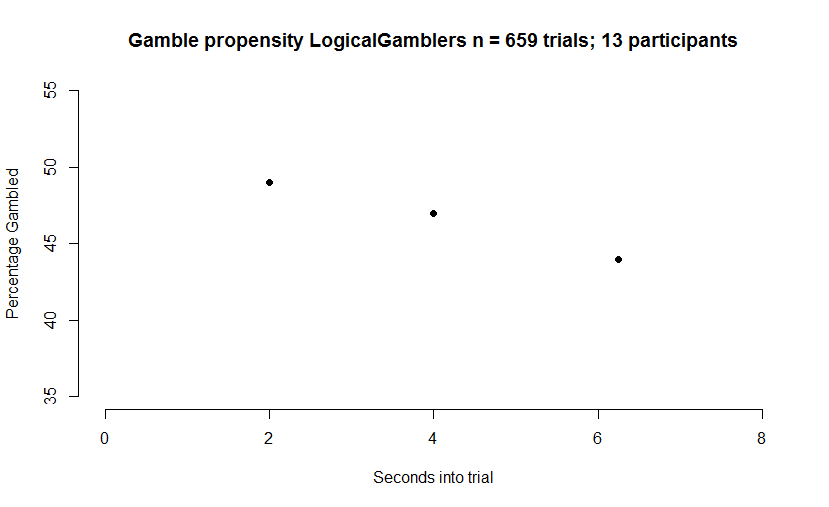 Gamble propensity LogicalGamblers n = 659 trials; 13 participants
Percentage Gambled
55
50
45
40
35
0 2 4 6 8
Seconds into trial